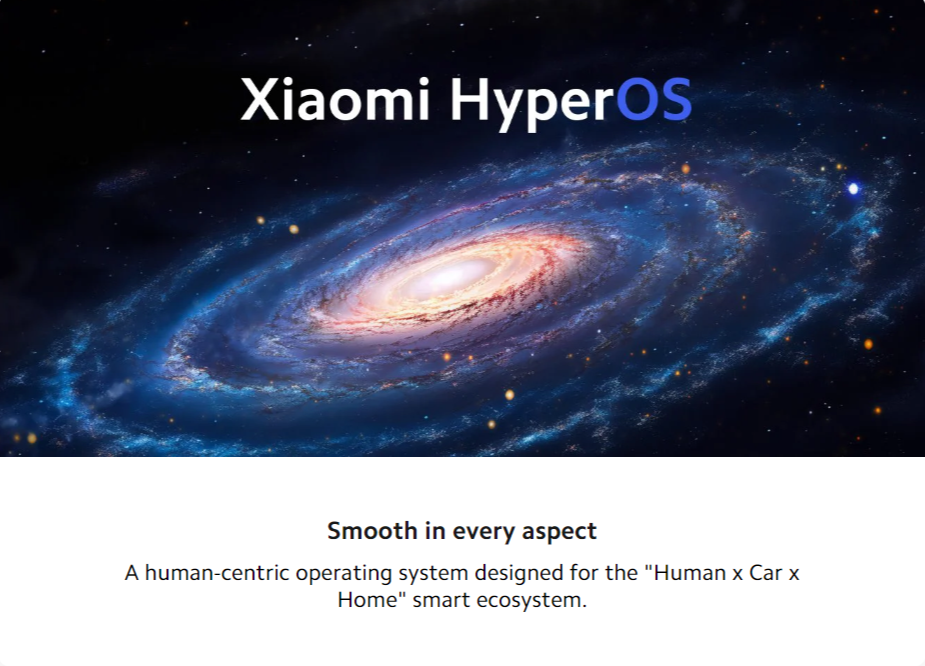 Xiaomi HyperOS
Smooth in every aspect
A human-centric operating system designed for the "Human x Car x
Home" smart ecosystem.